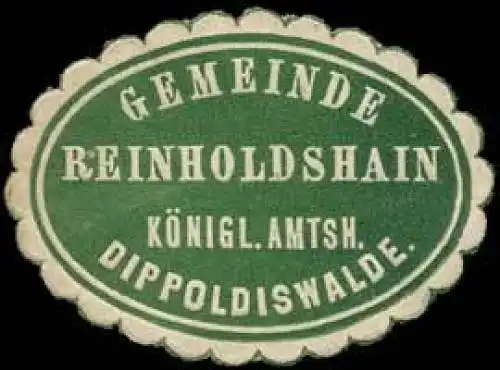 GEMEINDE
REINHOLDSHAIN
KÖNIGL. AMTSH.
DIPPOLDISWALDE.